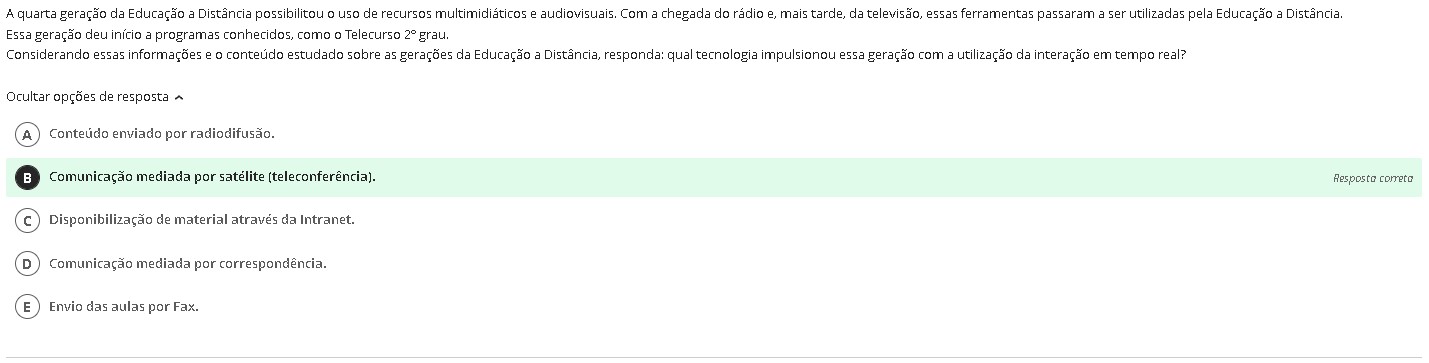 A quarta geração da Educação a Distância possibilitou o uso de recursos multimidiáticos e audiovisuais. Com a chegada do rádio e, mais tarde, da televisão, essas ferramentas passaram a ser utilizadas pela Educação a Distância.
Essa geração deu início a programas conhecidos, como o Telecurso 2º grau.
Considerando essas informações e o conteúdo estudado sobre as gerações da Educação a Distância, responda: qual tecnologia impulsionou essa geração com a utilização da interação em tempo real?
Ocultar opções de resposta
A Conteúdo enviado por radiodifusão.
B Comunicação mediada por satélite (teleconferência). Resposta correta
C Disponibilização de material através da Intranet.
D Comunicação mediada por correspondência.
E Envio das aulas por Fax.